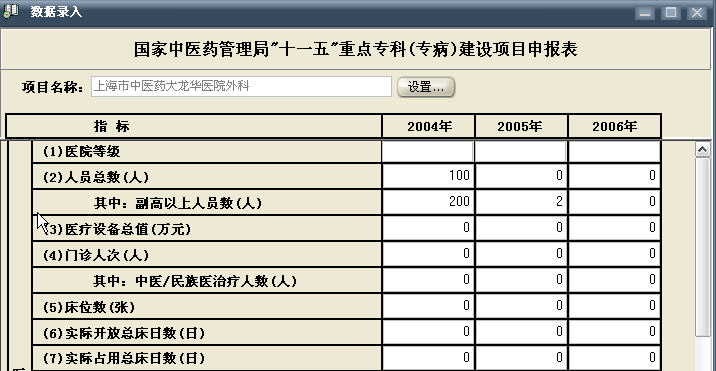 数据录入
国家中医药管理局"十一五"重点专科(专病)建设项目申报表
项目名称: 上海市中医药大龙华医院外科 设置...
指 标 2004年 2005年 2006年
(1)医院等级
(2)人员总数(人) 100 0 0
其中: 副高以上人员数(人) 200 2 0
(3)医疗设备总值(万元) 0 0 0
(4)门诊人次(人) 0 0 0
其中: 中医/民族医治疗人数(人) 0 0 0
(5)床位数(张) 0 0 0
(6)实际开放总床日数(日) 0 0 0
(7)实际占用总床日数(日) 0 0 0